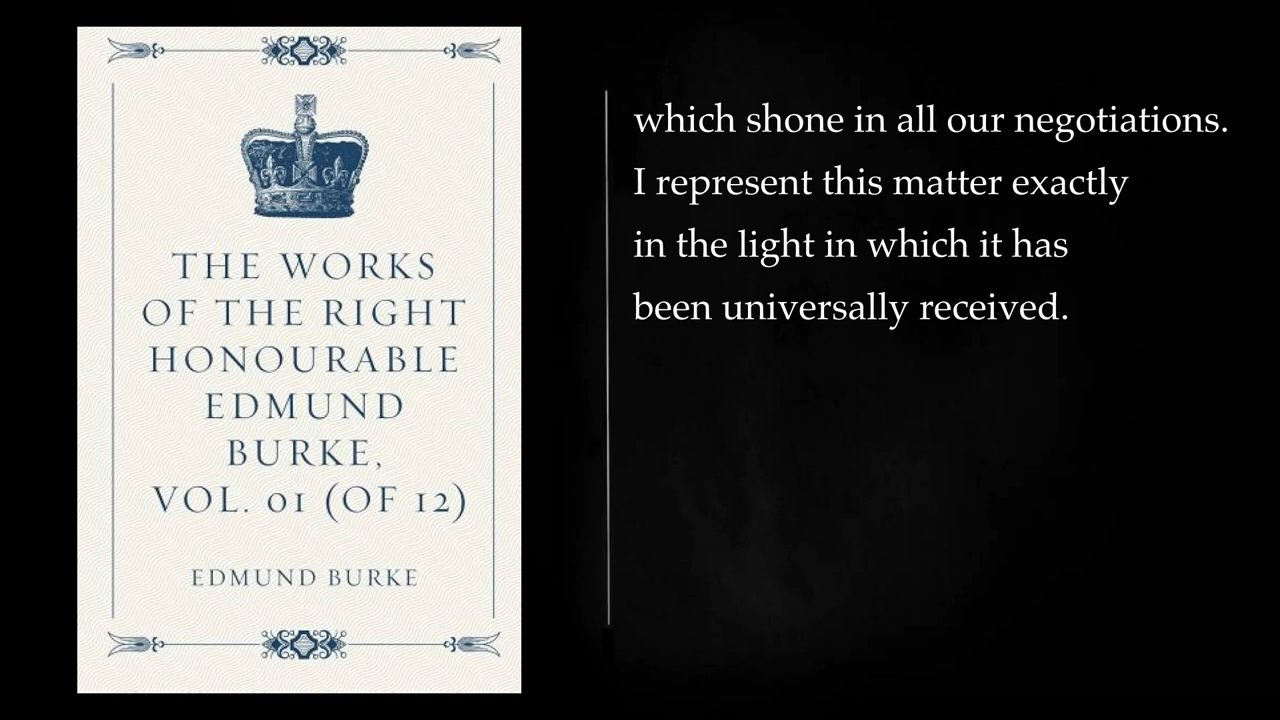 THE WORKS
OF THE RIGHT
HONOURABLE
EDMUND
BURKE,
VOL. 01 (OF 12)
EDMUND BURKE
which shone in all our negotiations.
I represent this matter exactly
in the light in which it has
been universally received.